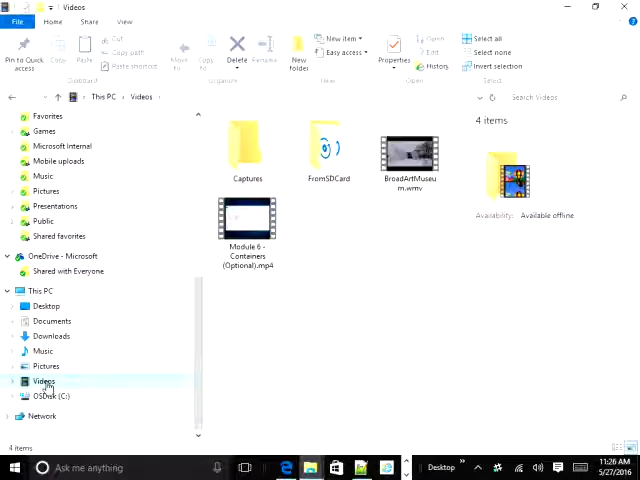 Videos
File
Home
Share
View
Pin to Quick access
Copy
Paste
Cut
Copy path
Paste shortcut
Clipboard
Move to
Copy to
Delete
Rename
Organize
New folder
New item
Easy access
New
Properties
Open
Edit
History
Open
Select all
Select none
Invert selection
Select
This PC
Videos
Search Videos
Favorites
Games
Microsoft Internal
Mobile uploads
Music
Pictures
Presentations
Public
Shared favorites
OneDrive - Microsoft
Shared with Everyone
This PC
Desktop
Documents
Downloads
Music
Pictures
Videos
OSDisk (C:)
Network
Captures
FromSDCard
BroadArtMuseu
m.wmv
Module 6 -
Containers
(Optional).mp4
4 items
Availability: Available offline
4 items
Ask me anything
Desktop
11:26 AM
5/27/2016